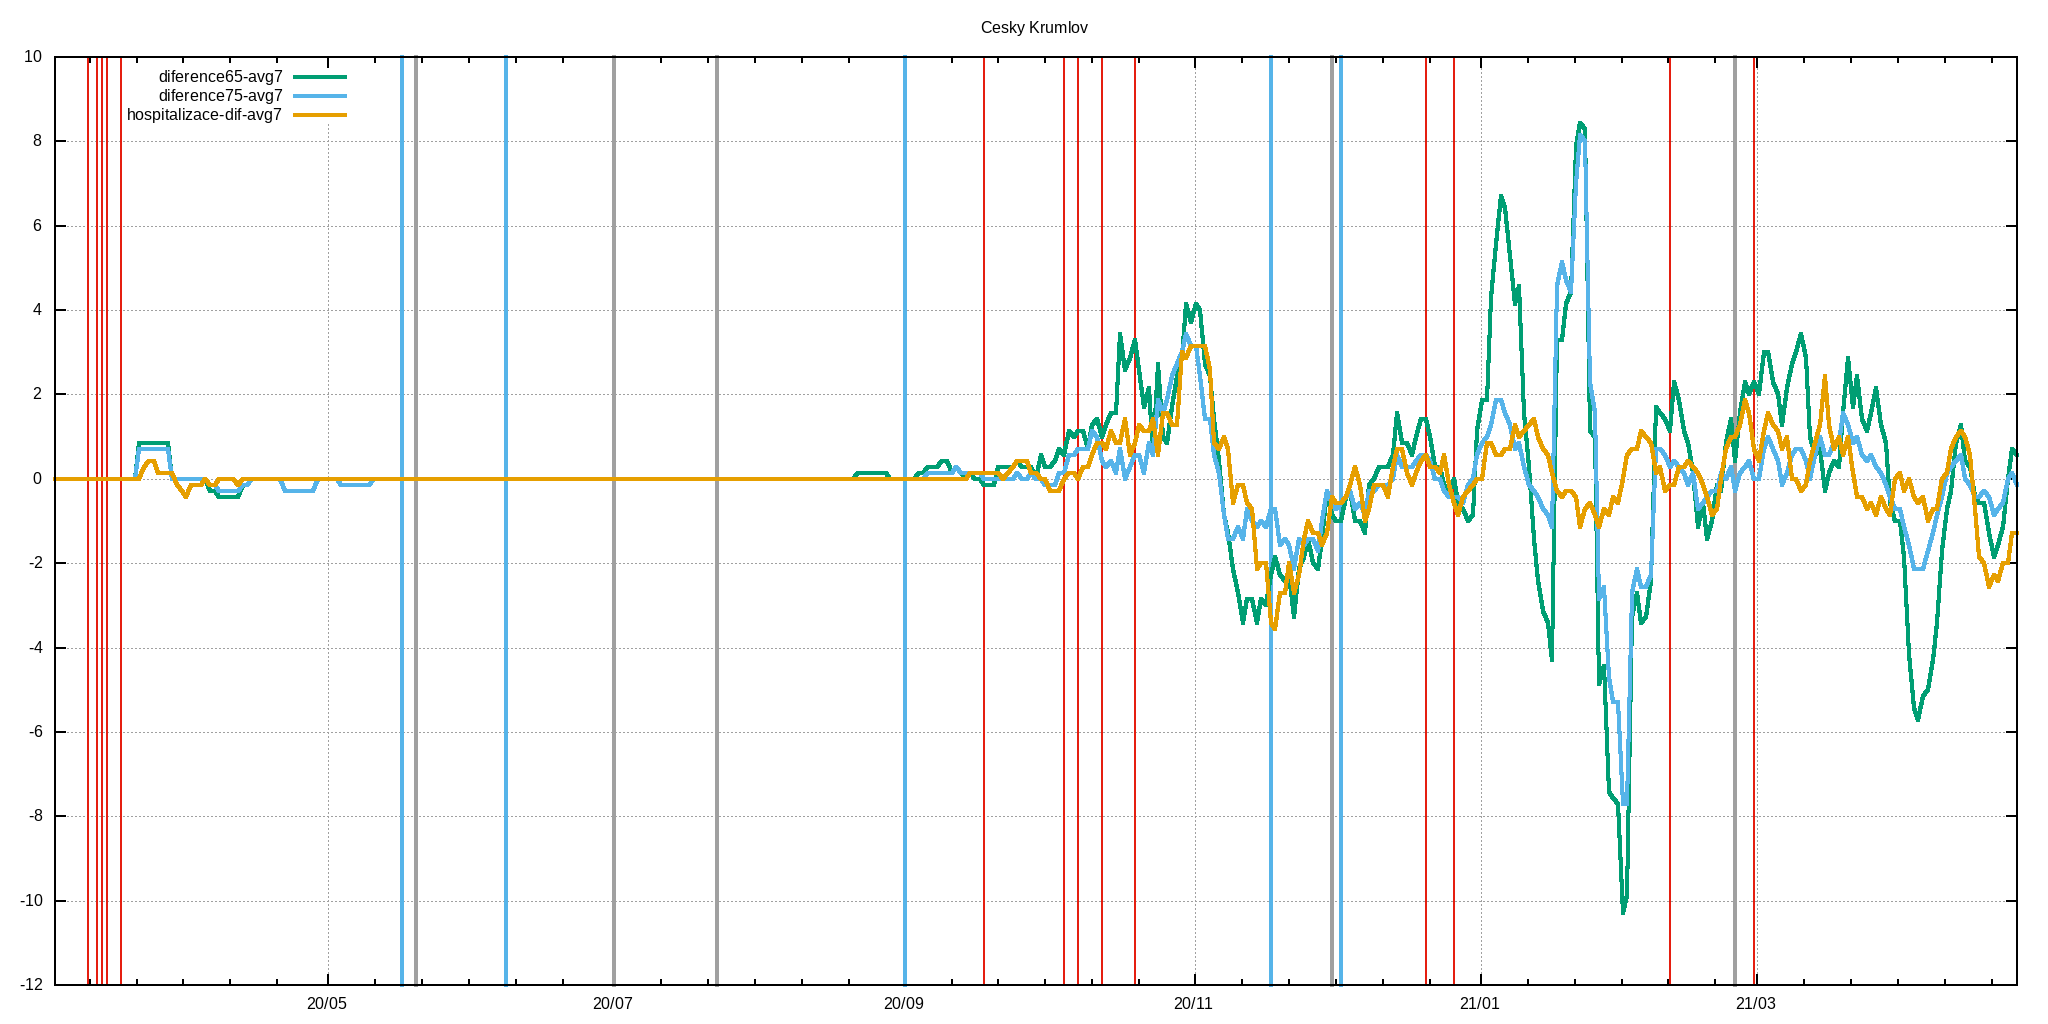 Cesky Krumlov
diference65-avg7
diference75-avg7
hospitalizace-dif-avg7
10
8
6
4
2
0
-2
-4
-6
-8
-10
-12
20/05 20/07 20/09 20/11 21/01 21/03